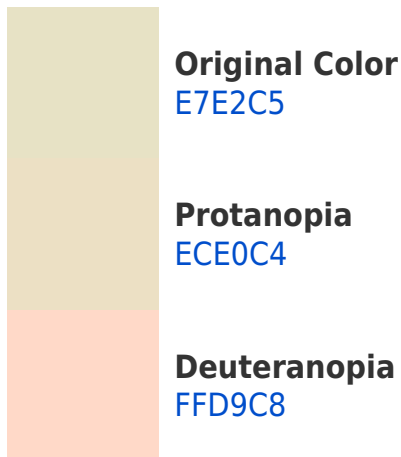 Original Color
E7E2C5
Protanopia
ECE0C4
Deuteranopia
FFD9C8